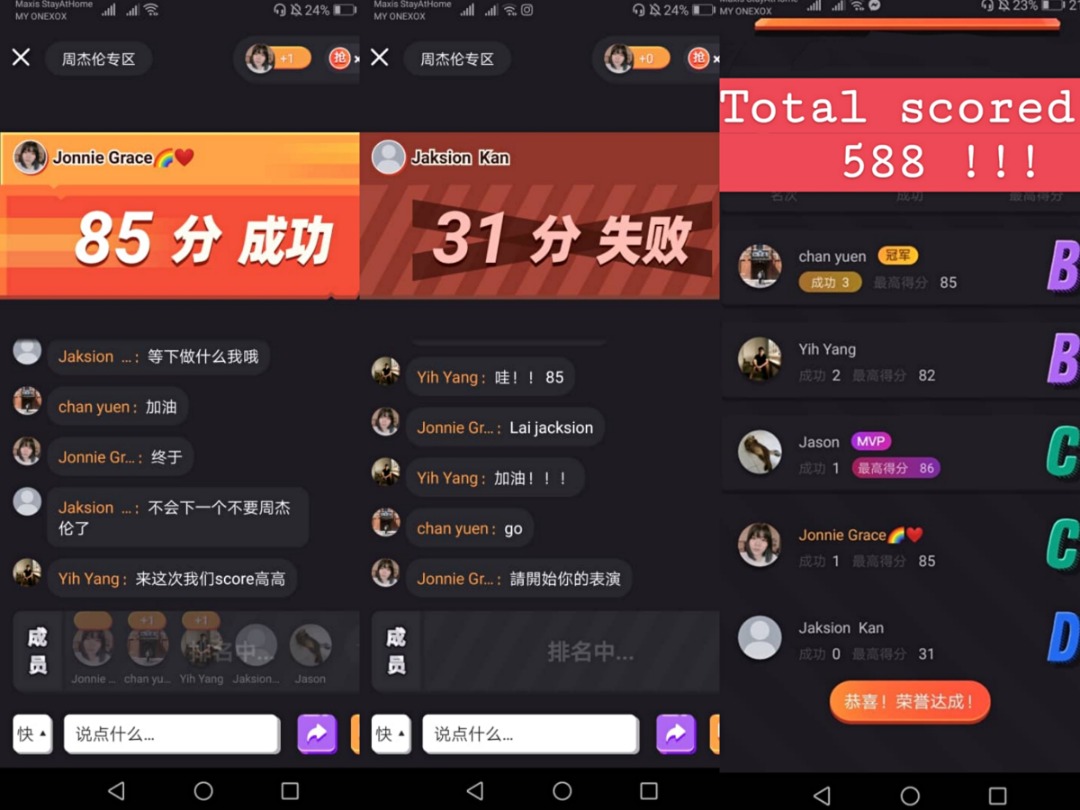 Maxis StayAtHome
MY ONEXOX
24%
周杰伦专区
+1
抢
Jonnie Grace🌈❤️
85 分 成功
Jaksion ...: 等下做什么我哦
chan yuen: 加油
Jonnie Gr...: 终于
Jaksion ...: 不会下一个不要周杰
伦了
Yih Yang: 来这次我们score高高
成员
+1
+1
排名中...
Jonnie ...
chan yu...
Yih Yang
Jaksion...
Jason
快
说点什么...
Maxis StayAtHome
MY ONEXOX
24%
周杰伦专区
+0
抢
Jaksion Kan
31 分 失败
Yih Yang: 哇！！ 85
Jonnie Gr...: Lai jacksion
Yih Yang: 加油！！！
chan yuen: go
Jonnie Gr...: 請開始你的表演
成员
排名中...
快
说点什么...
Maxis StayAtHome
MY ONEXOX
23%
Total scored
588 !!!
名次 成功 最高得分
chan yuen 冠军
成功 3 最高得分 85
B
Yih Yang
成功 2 最高得分 82
B
Jason MVP
成功 1 最高得分 86
C
Jonnie Grace🌈❤️
成功 1 最高得分 85
C
Jaksion Kan
成功 0 最高得分 31
D
恭喜！荣誉达成！